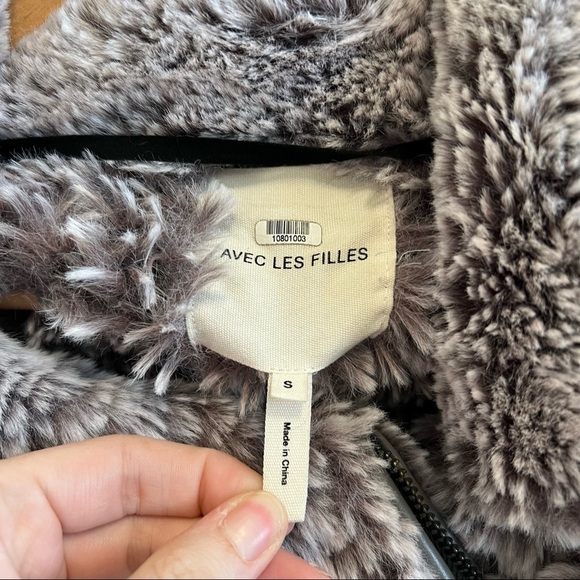 10801003
AVEC LES FILLES
S
Made in China